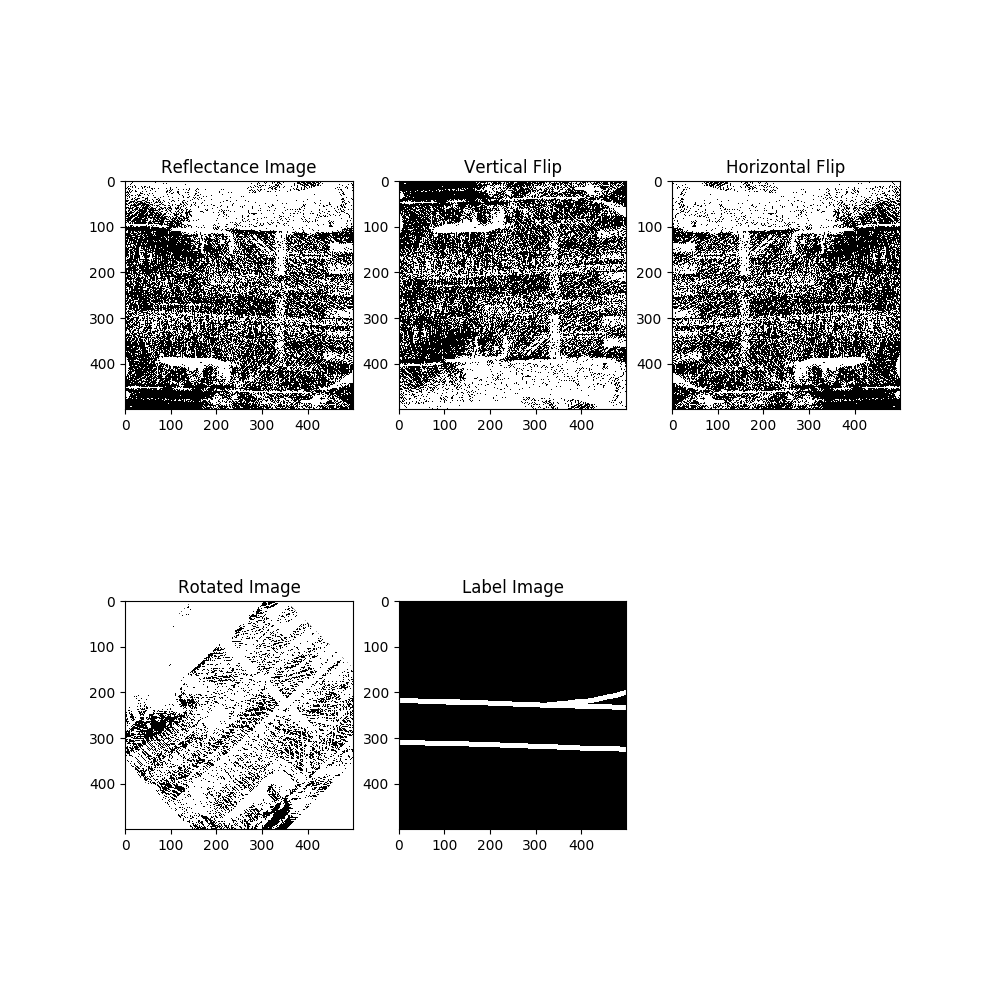 Reflectance Image Vertical Flip Horizontal Flip
0 0 0
100 100 100
200 200 200
300 300 300
400 400 400
0 100 200 300 400 0 100 200 300 400 0 100 200 300 400
Rotated Image Label Image
0 0
100 100
200 200
300 300
400 400
0 100 200 300 400 0 100 200 300 400